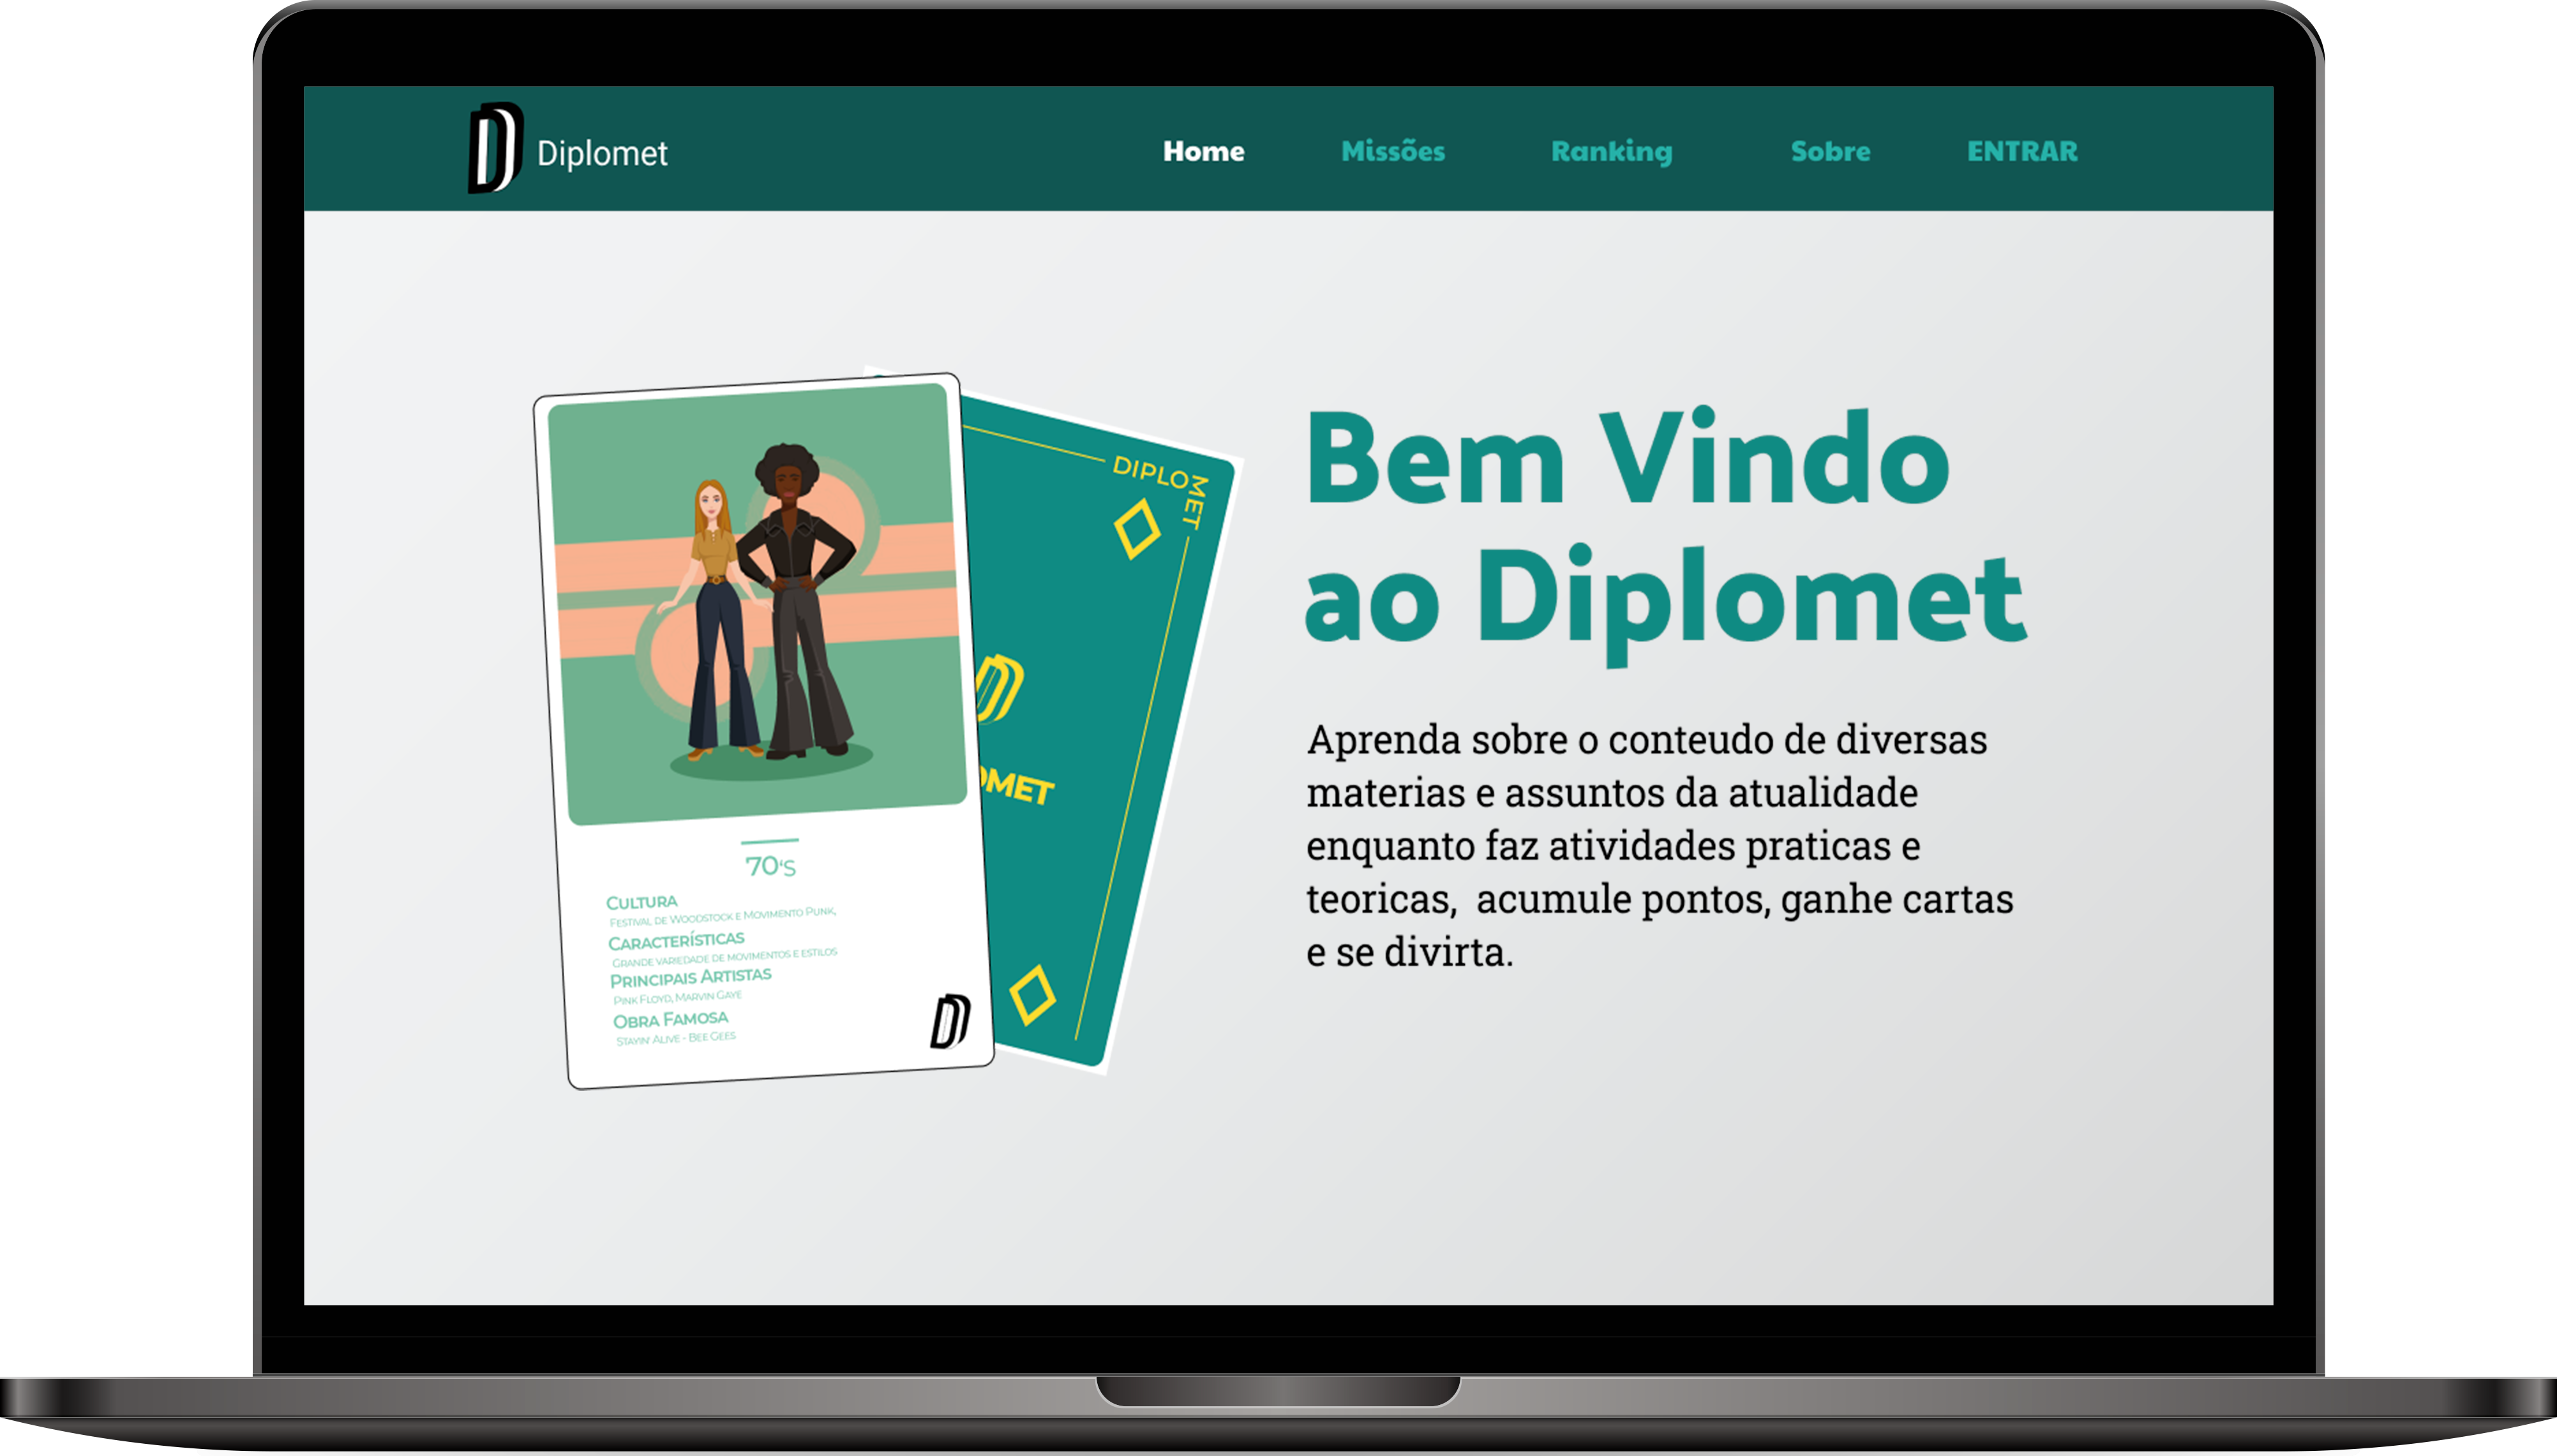 Diplomet
Home
Missões
Ranking
Sobre
ENTRAR
DIPLOMET
OMET
70's
Cultura
Festival de Woodstock e Movimento Punk,
Características
Grande variedade de movimentos e estilos
Principais Artistas
Pink Floyd, Marvin Gaye
Obra Famosa
Stayin' Alive - Bee Gees
Bem Vindo
ao Diplomet
Aprenda sobre o conteudo de diversas
materias e assuntos da atualidade
enquanto faz atividades praticas e
teoricas,  acumule pontos, ganhe cartas
e se divirta.